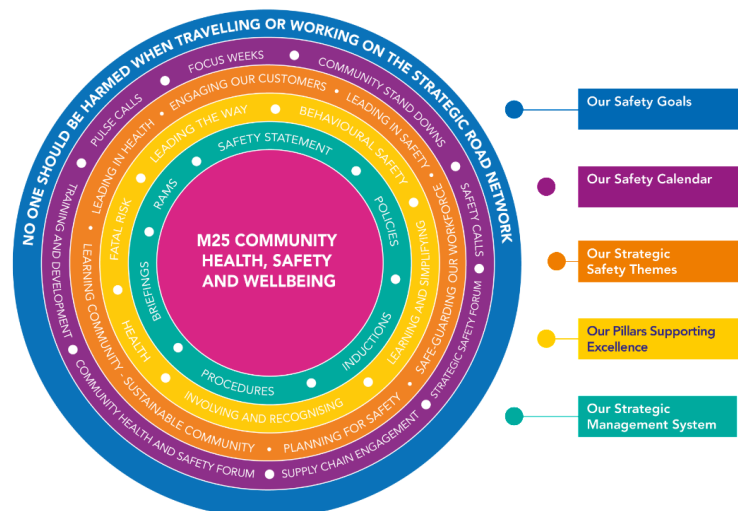 NO ONE SHOULD BE HARMED WHEN TRAVELLING OR WORKING ON THE STRATEGIC ROAD NETWORK
FOCUS WEEKS
COMMUNITY STAND DOWNS
SAFETY CALLS
STRATEGIC SAFETY FORUM
SUPPLY CHAIN ENGAGEMENT
COMMUNITY HEALTH AND SAFETY FORUM
TRAINING AND DEVELOPMENT
PULSE CALLS
ENGAGING OUR CUSTOMERS
LEADING IN SAFETY
SAFE-GUARDING OUR WORKFORCE
PLANNING FOR SAFETY
LEARNING COMMUNITY - SUSTAINABLE COMMUNITY
LEADING IN HEALTH
LEADING THE WAY
BEHAVIOURAL SAFETY
LEARNING AND SIMPLIFYING
INVOLVING AND RECOGNISING
HEALTH
FATAL RISK
SAFETY STATEMENT
POLICIES
INDUCTIONS
PROCEDURES
BRIEFINGS
RAMS
M25 COMMUNITY
HEALTH, SAFETY
AND WELLBEING
Our Safety Goals
Our Safety Calendar
Our Strategic
Safety Themes
Our Pillars Supporting
Excellence
Our Strategic
Management System